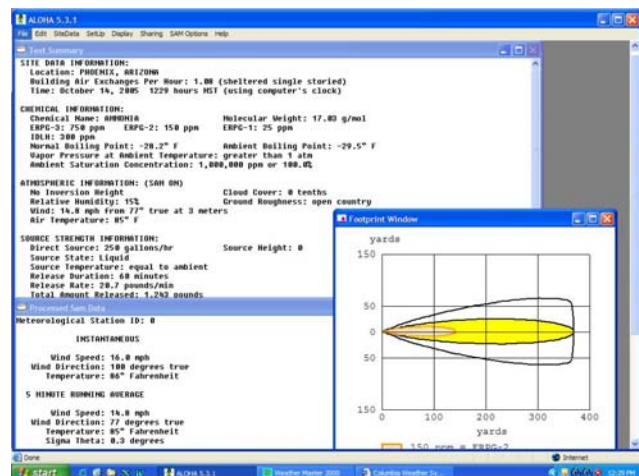 ALOHA 5.3.1
File Edit SiteData SetUp Display Sharing SAM Options Help
Text Summary
SITE DATA INFORMATION:
Location: PHOENIX, ARIZONA
Building Air Exchanges Per Hour: 1.08 (sheltered single storied)
Time: October 14, 2005 1229 hours MST (using computer's clock)
CHEMICAL INFORMATION:
Chemical Name: AMMONIA Molecular Weight: 17.03 g/mol
ERPG-3: 750 ppm ERPG-2: 150 ppm ERPG-1: 25 ppm
IDLH: 300 ppm
Normal Boiling Point: -28.2° F Ambient Boiling Point: -29.5° F
Vapor Pressure at Ambient Temperature: greater than 1 atm
Ambient Saturation Concentration: 1,000,000 ppm or 100.0%
ATMOSPHERIC INFORMATION: (SAM ON)
No Inversion Height Cloud Cover: 0 tenths
Relative Humidity: 15% Ground Roughness: open country
Wind: 14.8 mph from 77° true at 3 meters
Air Temperature: 85° F
SOURCE STRENGTH INFORMATION:
Direct Source: 250 gallons/hr Source Height: 0
Source State: Liquid
Source Temperature: equal to ambient
Release Duration: 60 minutes
Release Rate: 20.7 pounds/min
Total Amount Released: 1,243 pounds
Processed Sam Data
Meteorological Station ID: 0
INSTANTANEOUS
Wind Speed: 16.0 mph
Wind Direction: 100 degrees true
Temperature: 86° Fahrenheit
5 MINUTE RUNNING AVERAGE
Wind Speed: 14.8 mph
Wind Direction: 77 degrees true
Temperature: 85° Fahrenheit
Sigma Theta: 0.3 degrees
Footprint Window
yards
150
50
0
50
150
0 100 200 300 400
yards
150 ppm = ERPG-2
Done
Internet
start
ALOHA 5.3.1
Weather Master 2000
Columbia Weather Sy...
12:29 PM